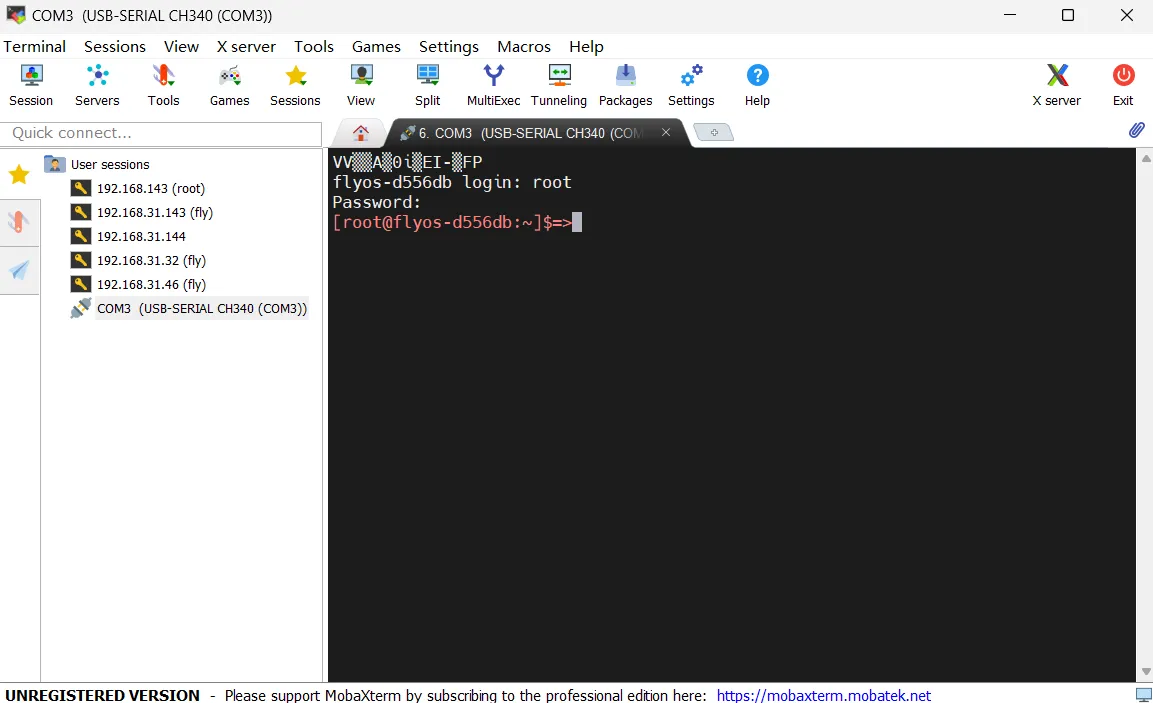 COM3  (USB-SERIAL CH340 (COM3))
Terminal Sessions View X server Tools Games Settings Macros Help
Session Servers Tools Games Sessions View Split MultiExec Tunneling Packages Settings Help X server Exit
Quick connect...
6. COM3  (USB-SERIAL CH340 (COM
User sessions
192.168.143 (root)
192.168.31.143 (fly)
192.168.31.144
192.168.31.32 (fly)
192.168.31.46 (fly)
COM3  (USB-SERIAL CH340 (COM3))
VV▒▒A▒0i▒EI-▒FP
flyos-d556db login: root
Password:
[root@flyos-d556db:~]$=>
UNREGISTERED VERSION  -  Please support MobaXterm by subscribing to the professional edition here:  https://mobaxterm.mobatek.net